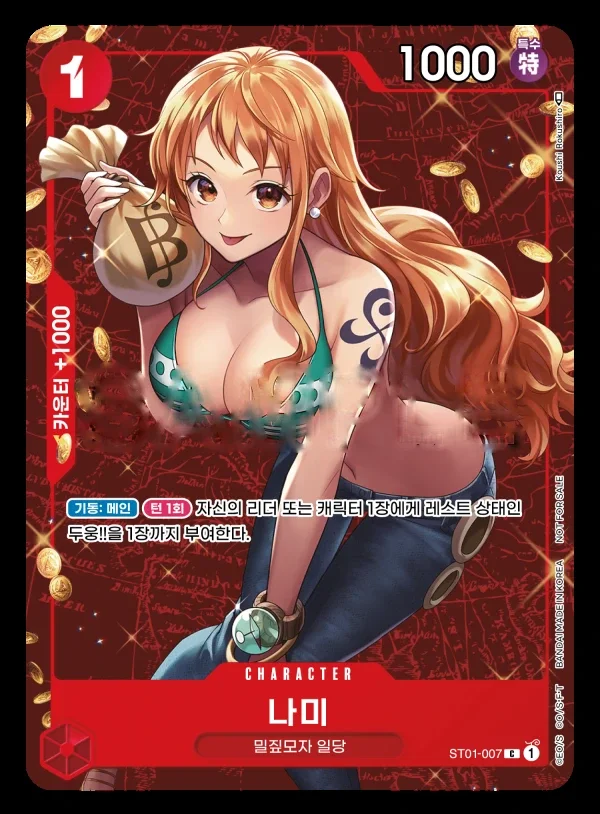 1
1000
특수
特
Koushi Rokushiro
카운터 +1000
B
기동: 메인 턴 1회 자신의 리더 또는 캐릭터 1장에게 레스트 상태인
두웅!!을 1장까지 부여한다.
CHARACTER
나미
밀짚모자 일당
ST01-007 C 1
©E.O/S ©O/S·F·T BANDAI MADE IN KOREA NOT FOR SALE